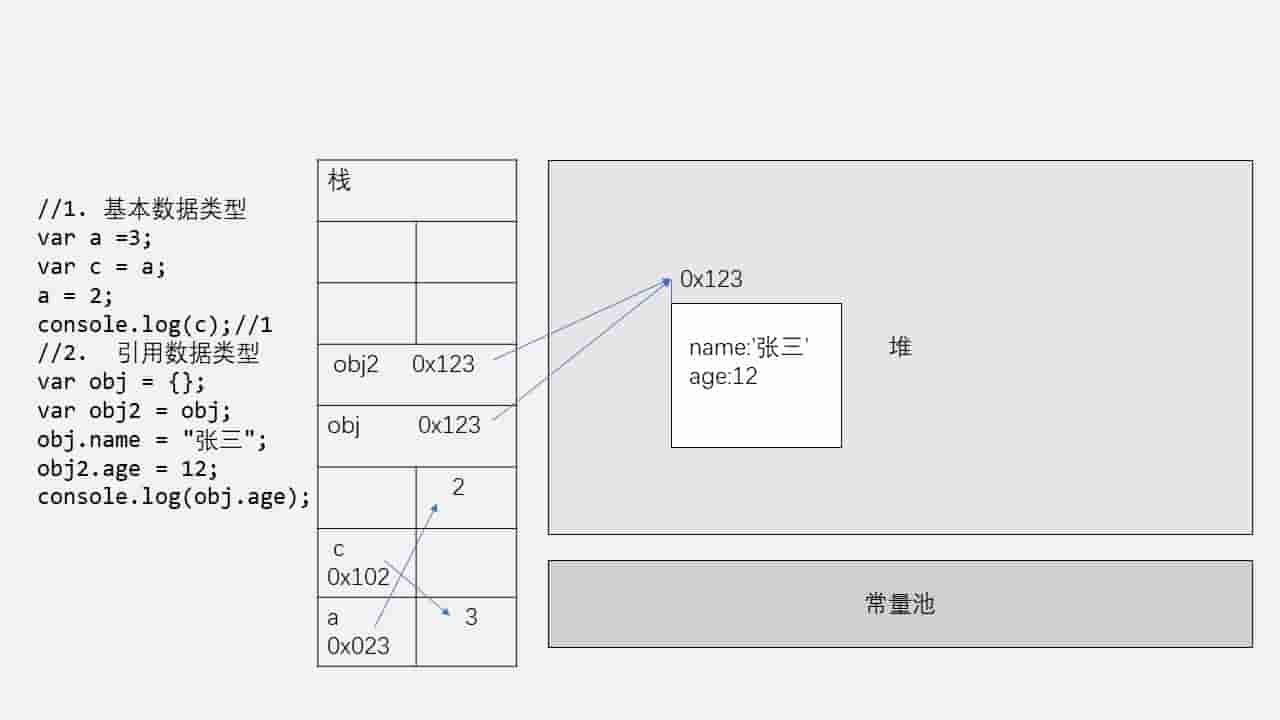 //1. 基本数据类型
var a =3;
var c = a;
a = 2;
console.log(c);//1
//2.  引用数据类型
var obj = {};
var obj2 = obj;
obj.name = "张三";
obj2.age = 12;
console.log(obj.age);
栈
obj2 0x123
obj 0x123
2
c
0x102
a
0x023
3
0x123
name:'张三'
age:12
堆
常量池